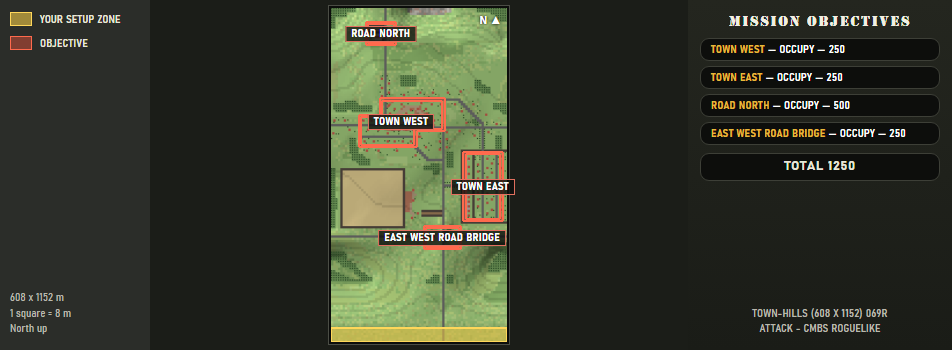 YOUR SETUP ZONE
OBJECTIVE
608 x 1152 m
1 square = 8 m
North up
N ▲
ROAD NORTH
TOWN WEST
TOWN EAST
EAST WEST ROAD BRIDGE
MISSION OBJECTIVES
TOWN WEST — OCCUPY — 250
TOWN EAST — OCCUPY — 250
ROAD NORTH — OCCUPY — 500
EAST WEST ROAD BRIDGE — OCCUPY — 250
TOTAL 1250
TOWN-HILLS (608 X 1152) 069R
ATTACK - CMBS ROGUELIKE